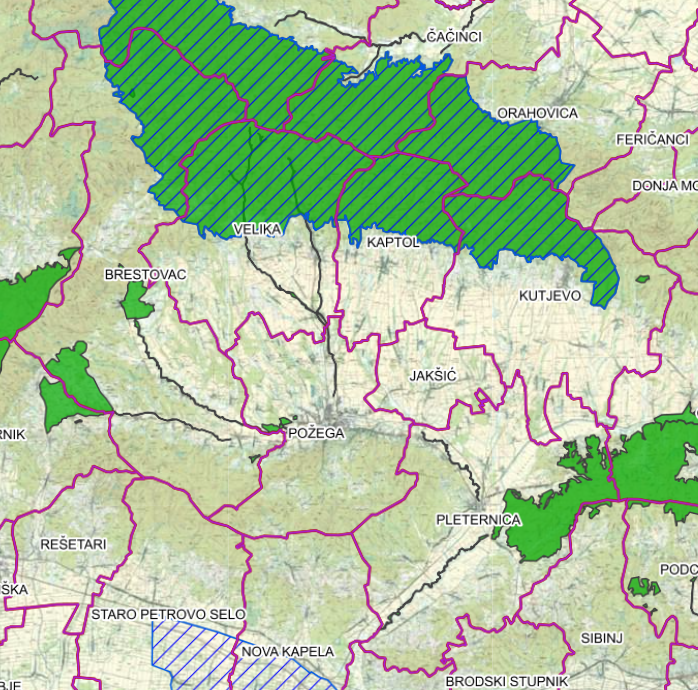 ČAČINCI
ORAHOVICA
FERIČANCI
DONJA MO
VELIKA
KAPTOL
BRESTOVAC
KUTJEVO
JAKŠIĆ
RNIK
POŽEGA
PLETERNICA
REŠETARI
PODC
ŠKA
STARO PETROVO SELO
SIBINJ
NOVA KAPELA
BRODSKI STUPNIK
BJE